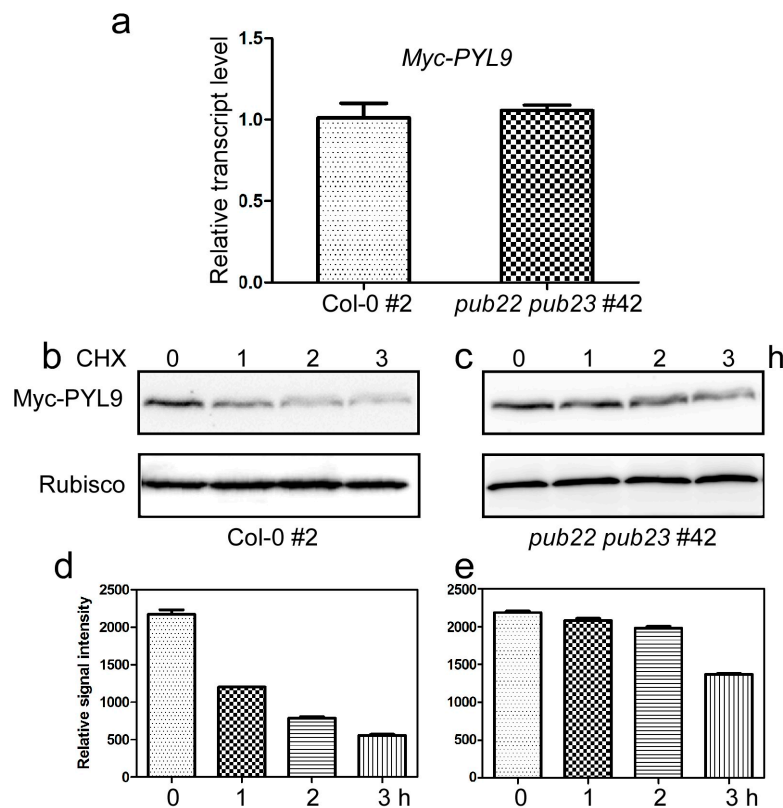 a
Relative transcript level
1.5
1.0
0.5
0.0
Myc-PYL9
Col-0 #2 pub22 pub23 #42
b CHX 0 1 2 3 c 0 1 2 3 h
Myc-PYL9
Rubisco
Col-0 #2 pub22 pub23 #42
d e
Relative signal intensity
2500 2500
2000 2000
1500 1500
1000 1000
500 500
0 0
0 1 2 3 h 0 1 2 3 h